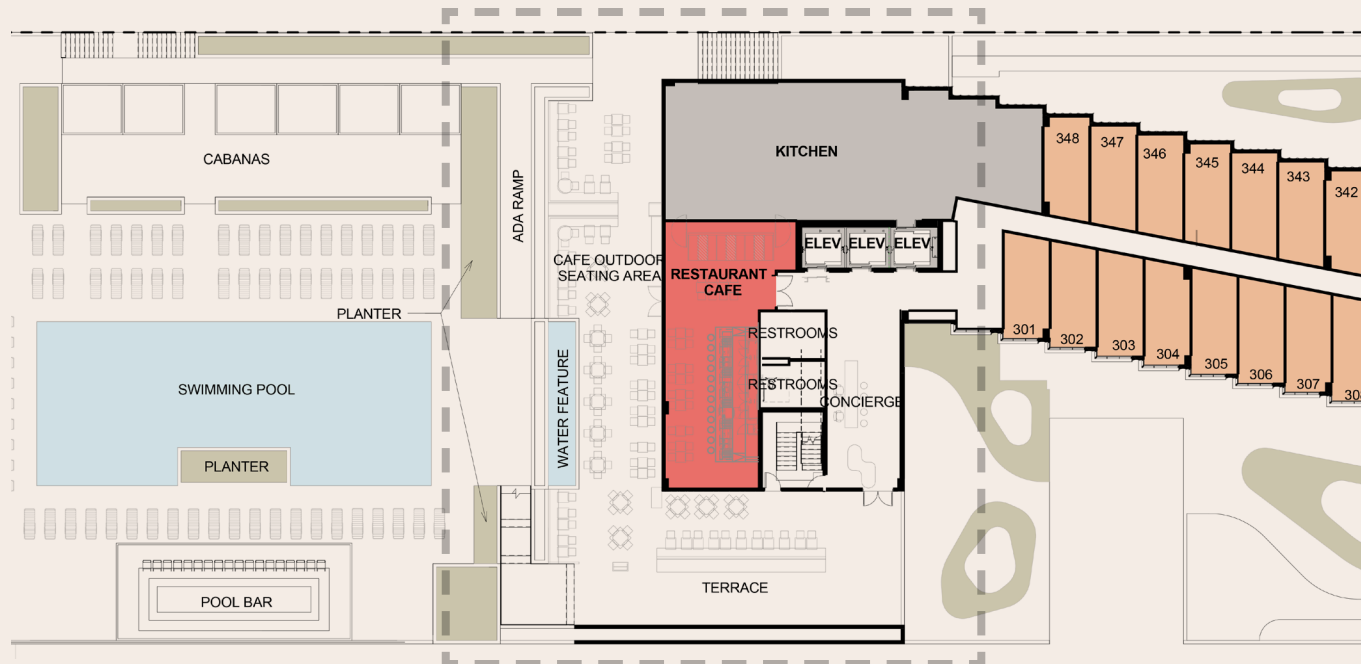 KITCHEN
348
347
346
345
344
343
342
CABANAS
ADA RAMP
ELEV
ELEV
ELEV
CAFE OUTDOOR
SEATING AREA
RESTAURANT
CAFE
PLANTER
301
302
303
304
305
306
307
RESTROOMS
RESTROOMS
CONCIERGE
SWIMMING POOL
WATER FEATURE
PLANTER
TERRACE
POOL BAR